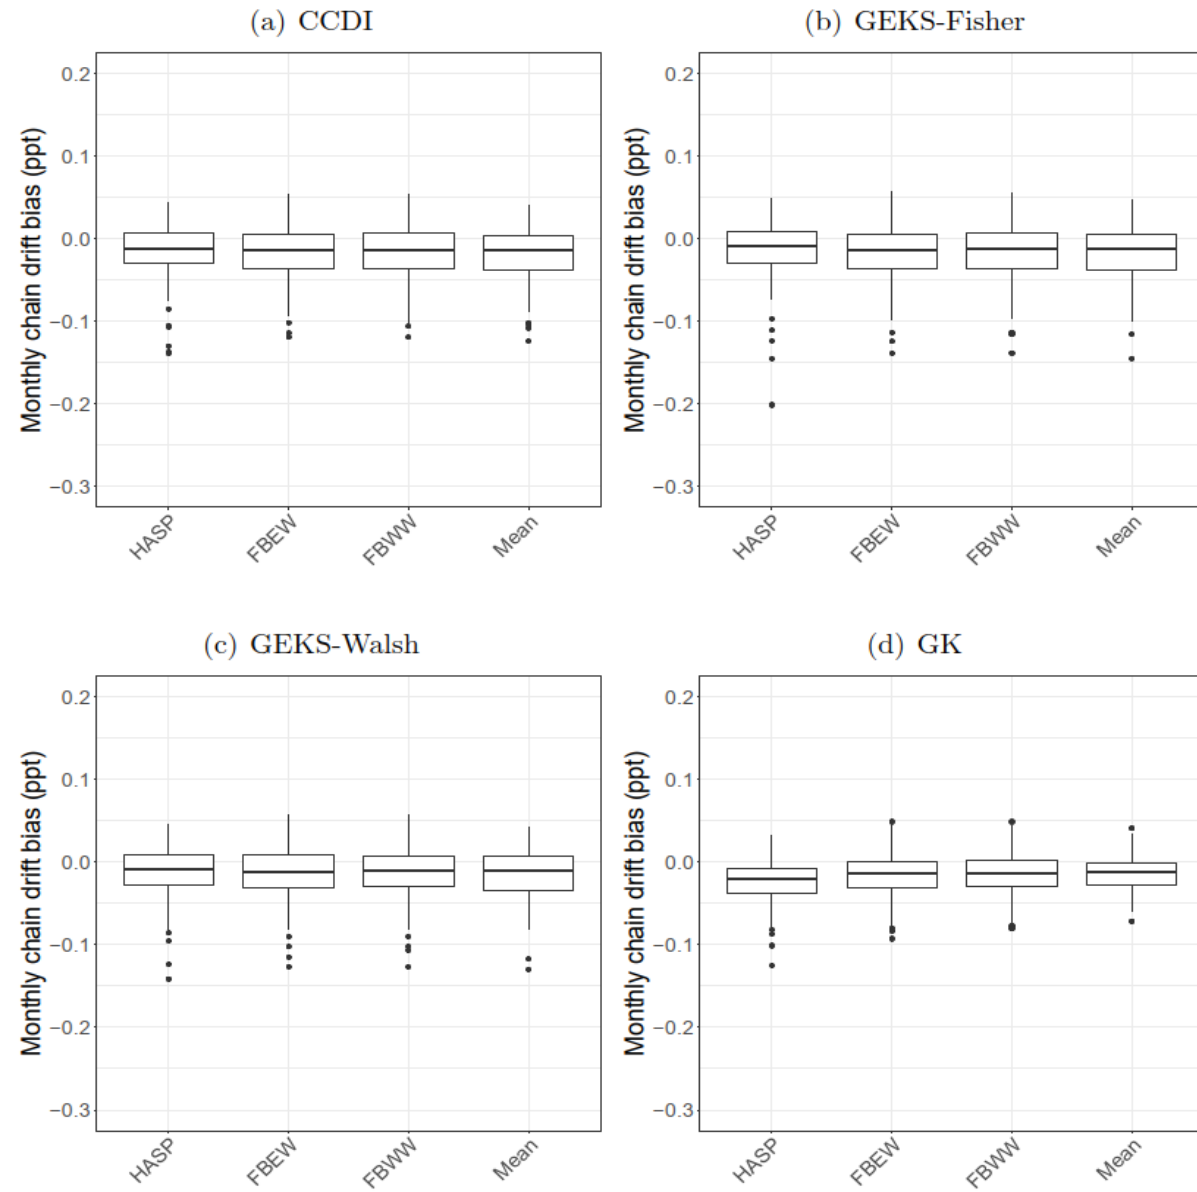 (a) CCDI
Monthly chain drift bias (ppt)
0.2
0.1
0.0
−0.1
−0.2
−0.3
HASP
FBEW
FBWW
Mean
(b) GEKS-Fisher
Monthly chain drift bias (ppt)
0.2
0.1
0.0
−0.1
−0.2
−0.3
HASP
FBEW
FBWW
Mean
(c) GEKS-Walsh
Monthly chain drift bias (ppt)
0.2
0.1
0.0
−0.1
−0.2
−0.3
HASP
FBEW
FBWW
Mean
(d) GK
Monthly chain drift bias (ppt)
0.2
0.1
0.0
−0.1
−0.2
−0.3
HASP
FBEW
FBWW
Mean